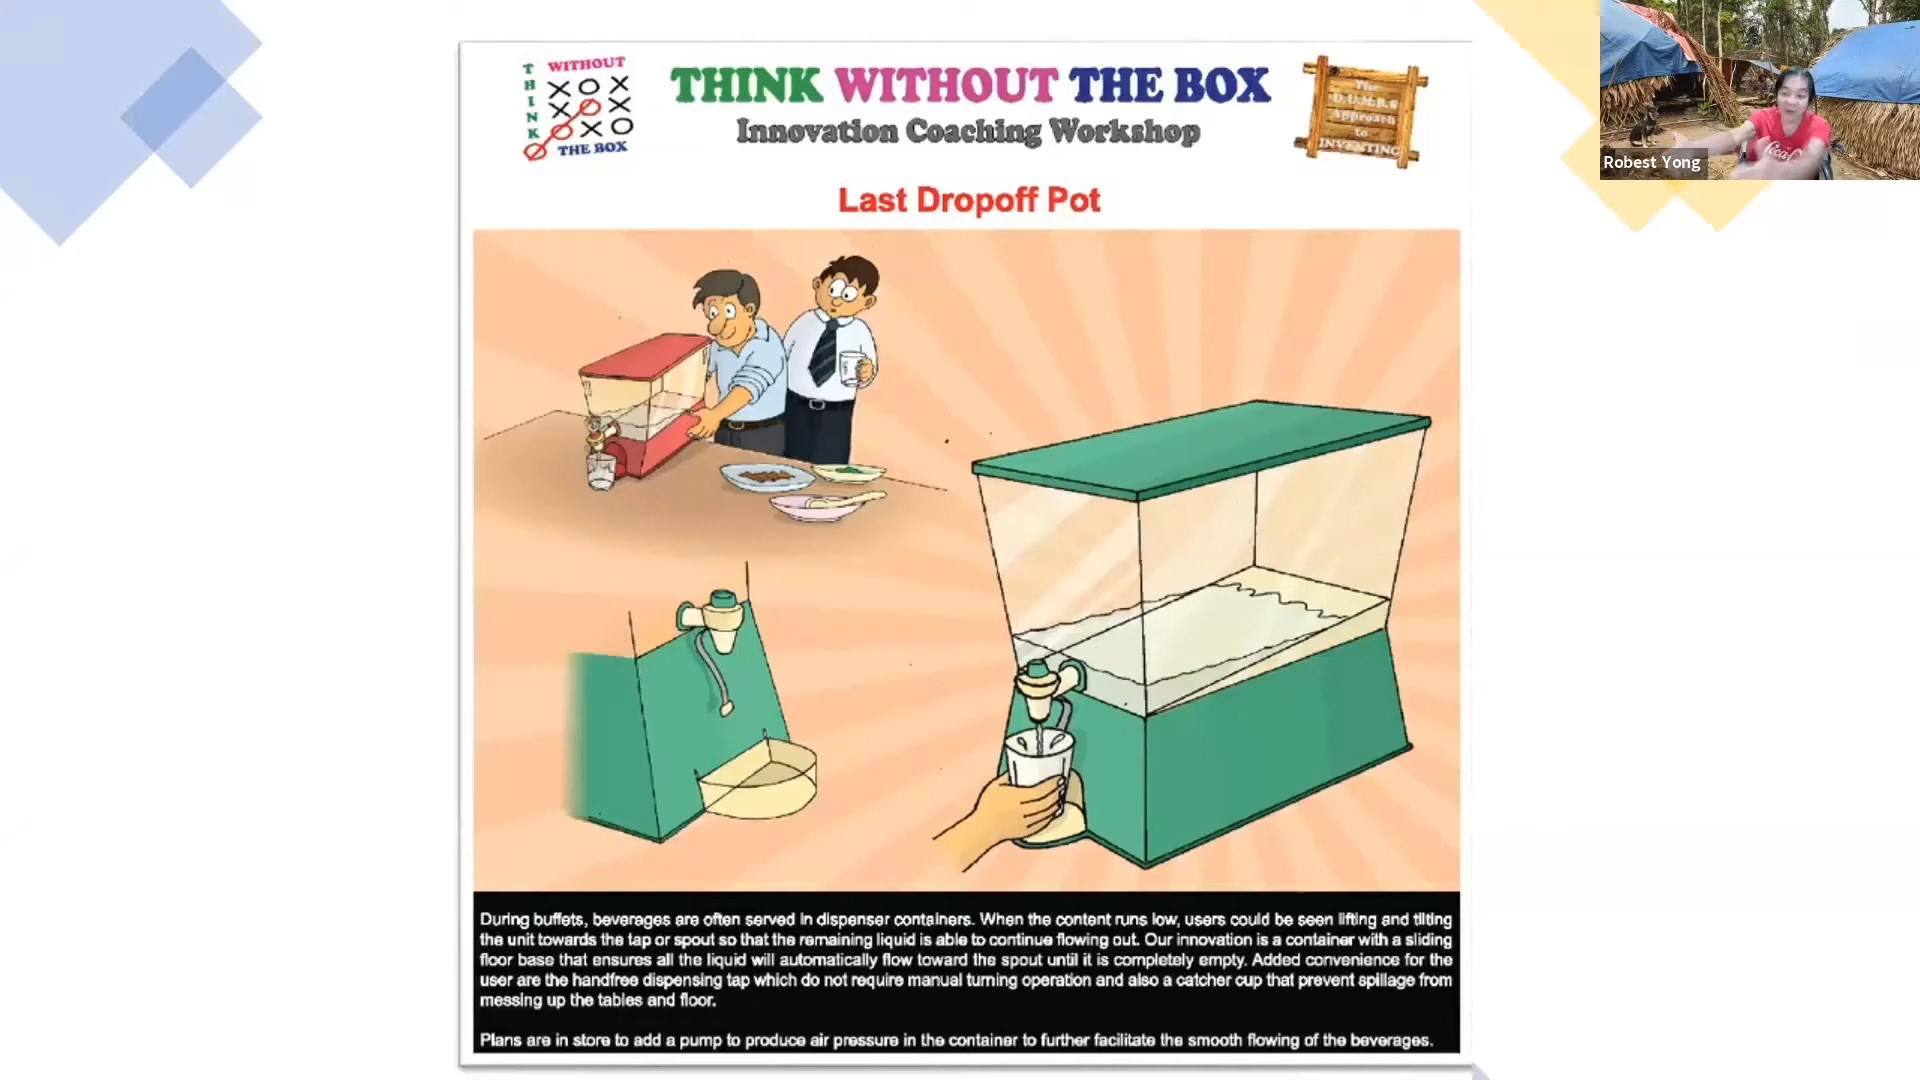 THINK
WITHOUT
X O X
X O X
O X O
O
THE BOX
THINK WITHOUT THE BOX
Innovation Coaching Workshop
The
D.U.M.B.S
Approach
to
INVENTING
Robest Yong
Last Dropoff Pot
During buffets, beverages are often served in dispenser containers. When the content runs low, users could be seen lifting and tilting
the unit towards the tap or spout so that the remaining liquid is able to continue flowing out. Our innovation is a container with a sliding
floor base that ensures all the liquid will automatically flow toward the spout until it is completely empty. Added convenience for the
user are the handfree dispensing tap which do not require manual turning operation and also a catcher cup that prevent spillage from
messing up the tables and floor.
Plans are in store to add a pump to produce air pressure in the container to further facilitate the smooth flowing of the beverages.